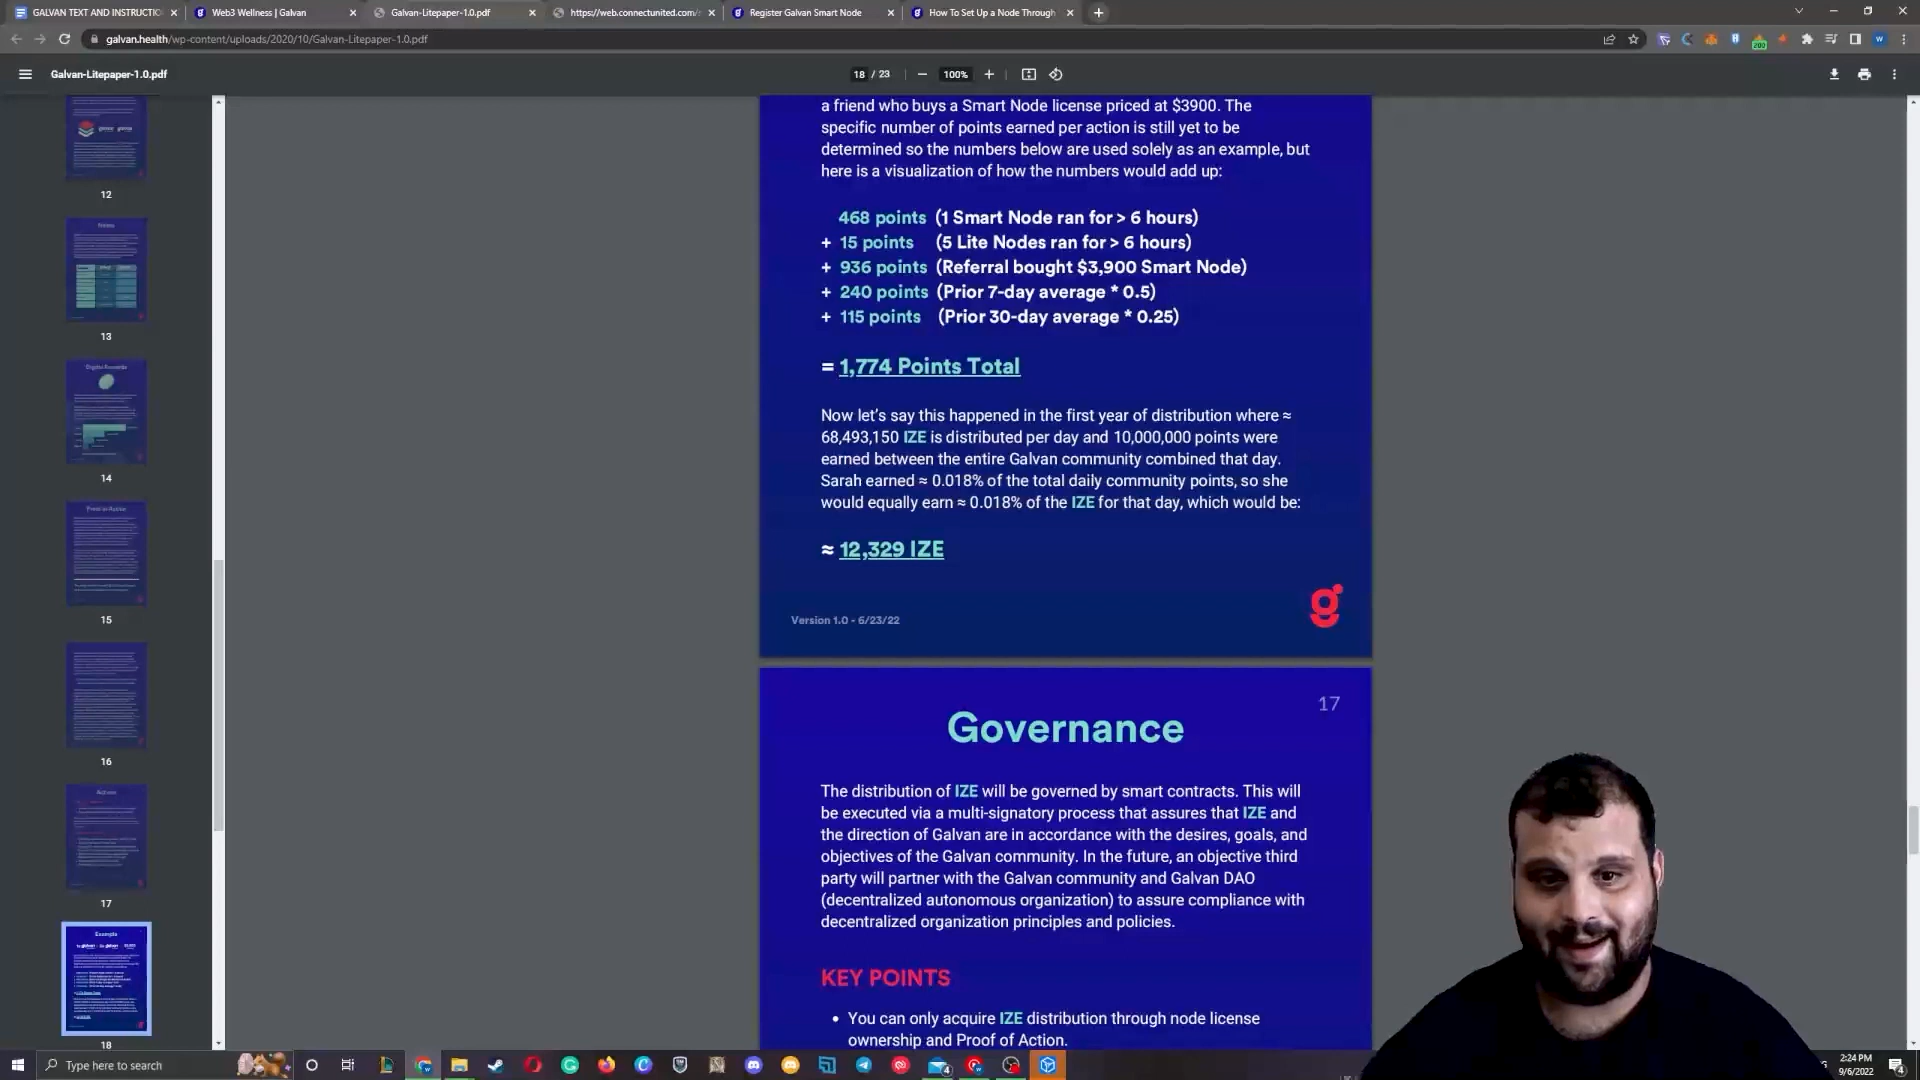 GALVAN TEXT AND INSTRUCTIO
Web3 Wellness | Galvan
Galvan-Litepaper-1.0.pdf
https://web.connectunited.com/
Register Galvan Smart Node
How To Set Up a Node Through
galvan.health/wp-content/uploads/2020/10/Galvan-Litepaper-1.0.pdf
200
Galvan-Litepaper-1.0.pdf
18 / 23
100%
12
13
14
15
16
17
18
a friend who buys a Smart Node license priced at $3900. The
specific number of points earned per action is still yet to be
determined so the numbers below are used solely as an example, but
here is a visualization of how the numbers would add up:
468 points (1 Smart Node ran for > 6 hours)
+ 15 points (5 Lite Nodes ran for > 6 hours)
+ 936 points (Referral bought $3,900 Smart Node)
+ 240 points (Prior 7-day average * 0.5)
+ 115 points (Prior 30-day average * 0.25)
= 1,774 Points Total
Now let's say this happened in the first year of distribution where ≈
68,493,150 IZE is distributed per day and 10,000,000 points were
earned between the entire Galvan community combined that day.
Sarah earned ≈ 0.018% of the total daily community points, so she
would equally earn ≈ 0.018% of the IZE for that day, which would be:
≈ 12,329 IZE
Version 1.0 - 6/23/22
g
17
Governance
The distribution of IZE will be governed by smart contracts. This will
be executed via a multi-signatory process that assures that IZE and
the direction of Galvan are in accordance with the desires, goals, and
objectives of the Galvan community. In the future, an objective third
party will partner with the Galvan community and Galvan DAO
(decentralized autonomous organization) to assure compliance with
decentralized organization principles and policies.
KEY POINTS
• You can only acquire IZE distribution through node license
ownership and Proof of Action.
Type here to search
2:24 PM
9/6/2022